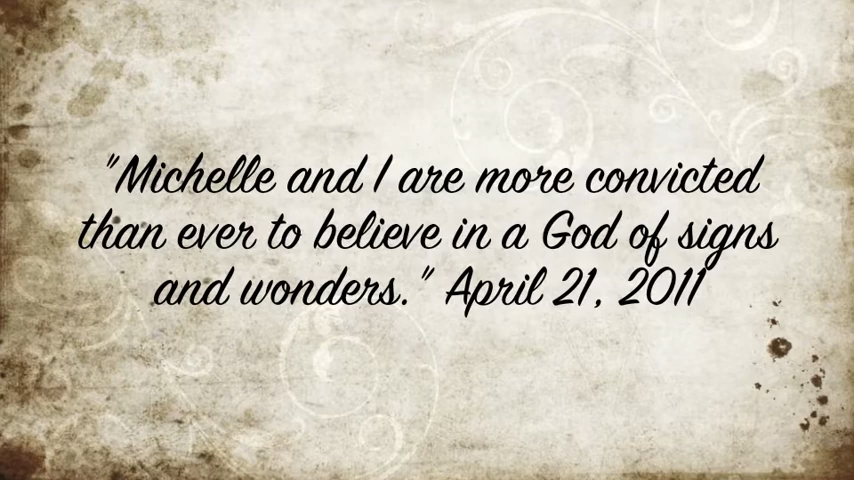 "Michelle and I are more convicted
than ever to believe in a God of signs
and wonders." April 21, 2011